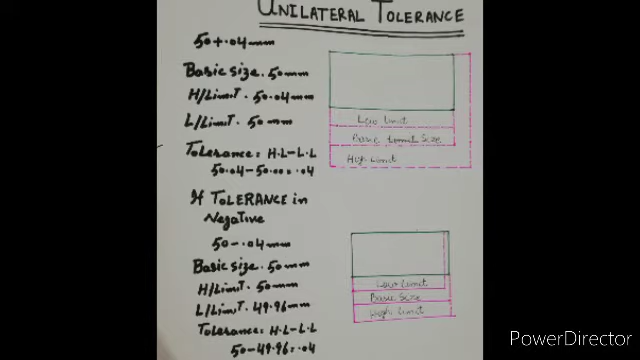 UNILATERAL TOLERANCE
50+.04mm
Basic size. 50mm
H/Limit. 50.04mm
L/Limit. 50mm
Tolerance: H.L-L.L
50.04-50.00=.04
Low Limit
Basic Size
High Limit
If TOLERANCE in
Negative
50-.04mm
Basic size. 50mm
H/Limit. 50mm
L/Limit. 49.96mm
Tolerance: H-L-L.L
50-49.96=.04
Low Limit
Basic Size
High Limit
PowerDirector